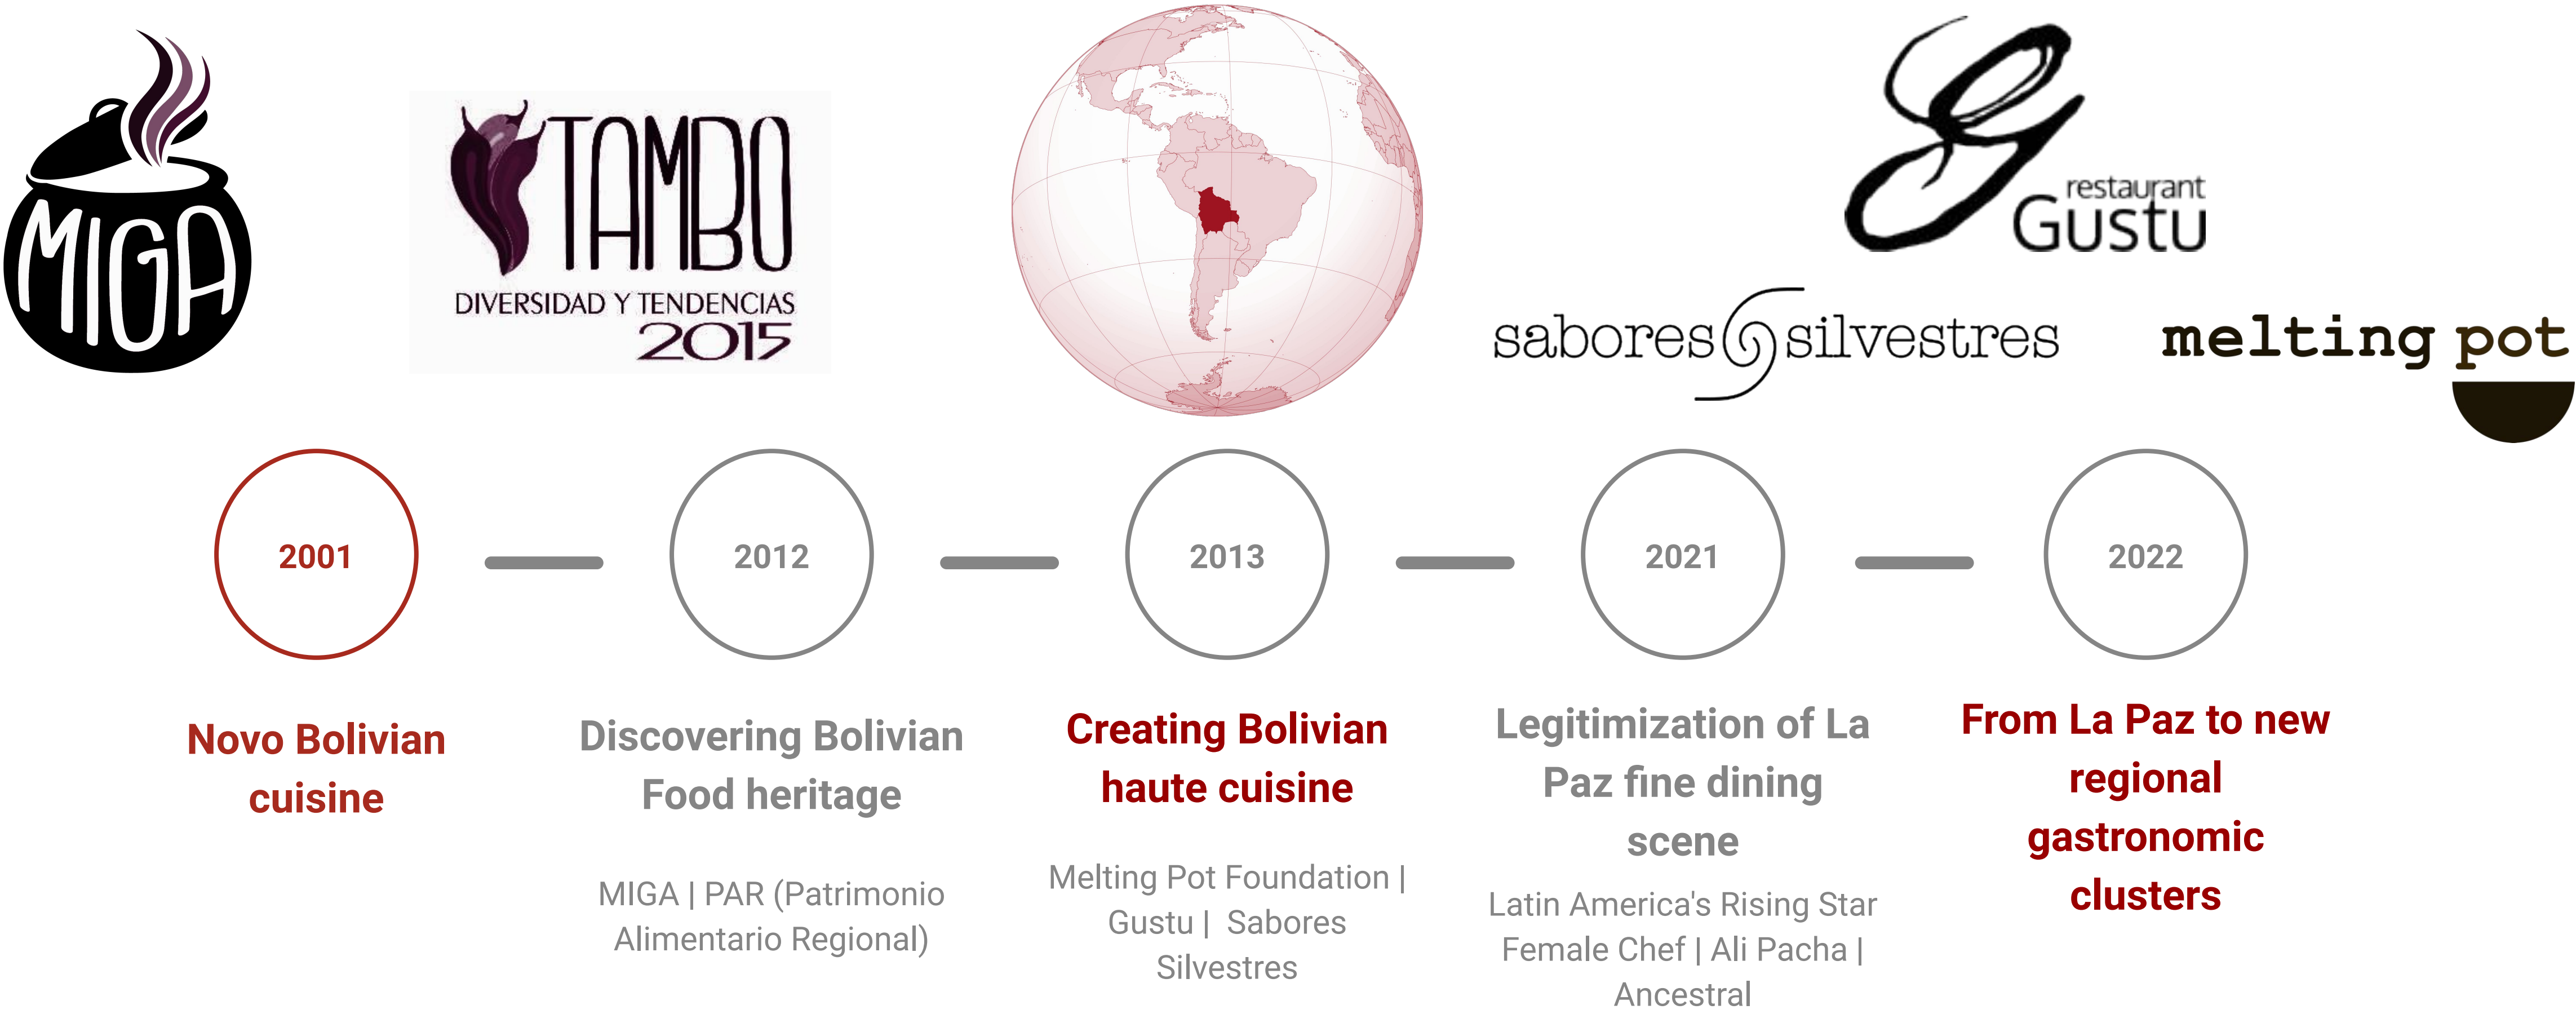 MIGA
TAMBO
DIVERSIDAD Y TENDENCIAS
2015
restaurant
Gustu
sabores silvestres
melting pot
2001
2012
2013
2021
2022
Novo Bolivian
cuisine
Discovering Bolivian
Food heritage
MIGA | PAR (Patrimonio
Alimentario Regional)
Creating Bolivian
haute cuisine
Melting Pot Foundation |
Gustu | Sabores
Silvestres
Legitimization of La
Paz fine dining
scene
Latin America's Rising Star
Female Chef | Ali Pacha |
Ancestral
From La Paz to new
regional
gastronomic
clusters